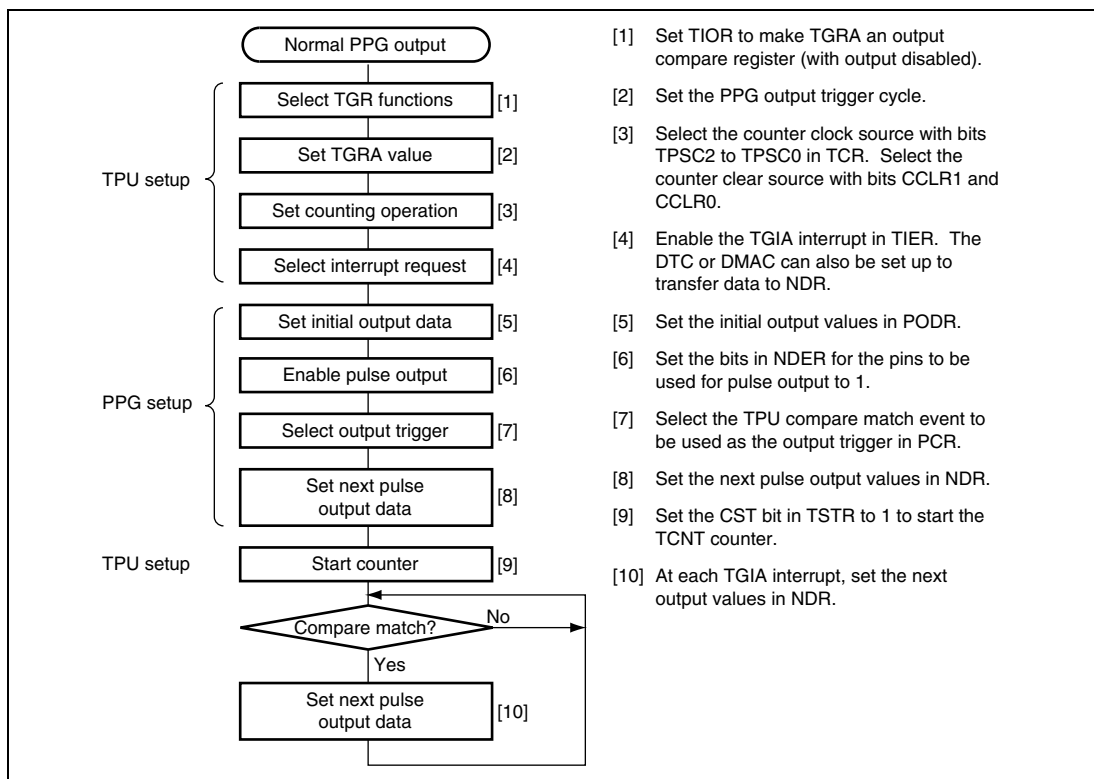 Normal PPG output
TPU setup
Select TGR functions [1]
Set TGRA value [2]
Set counting operation [3]
Select interrupt request [4]
PPG setup
Set initial output data [5]
Enable pulse output [6]
Select output trigger [7]
Set next pulse
output data [8]
TPU setup
Start counter [9]
Compare match?
No
Yes
Set next pulse
output data [10]
[1] Set TIOR to make TGRA an output
compare register (with output disabled).
[2] Set the PPG output trigger cycle.
[3] Select the counter clock source with bits
TPSC2 to TPSC0 in TCR. Select the
counter clear source with bits CCLR1 and
CCLR0.
[4] Enable the TGIA interrupt in TIER. The
DTC or DMAC can also be set up to
transfer data to NDR.
[5] Set the initial output values in PODR.
[6] Set the bits in NDER for the pins to be
used for pulse output to 1.
[7] Select the TPU compare match event to
be used as the output trigger in PCR.
[8] Set the next pulse output values in NDR.
[9] Set the CST bit in TSTR to 1 to start the
TCNT counter.
[10] At each TGIA interrupt, set the next
output values in NDR.